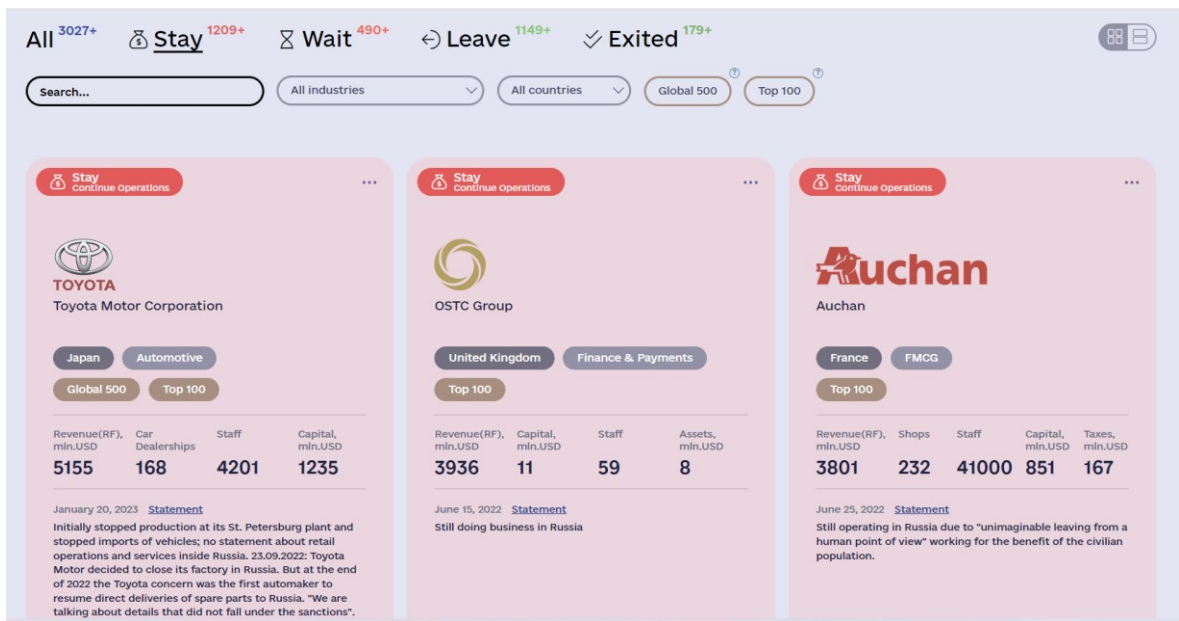 All 3027+ Stay 1209+ Wait 490+ Leave 1149+ Exited 179+
Search... All industries All countries Global 500 ? Top 100 ?
Stay
Continue Operations
TOYOTA
Toyota Motor Corporation
Japan Automotive
Global 500 Top 100
Revenue(RF), mln.USD
Car Dealerships
Staff
Capital, mln.USD
5155 168 4201 1235
January 20, 2023 Statement
Initially stopped production at its St. Petersburg plant and
stopped imports of vehicles; no statement about retail
operations and services inside Russia. 23.09.2022: Toyota
Motor decided to close its factory in Russia. But at the end
of 2022 the Toyota concern was the first automaker to
resume direct deliveries of spare parts to Russia. "We are
talking about details that did not fall under the sanctions".
Stay
Continue Operations
OSTC Group
United Kingdom Finance & Payments
Top 100
Revenue(RF), mln.USD
Capital, mln.USD
Staff
Assets, mln.USD
3936 11 59 8
June 15, 2022 Statement
Still doing business in Russia
Stay
Continue Operations
Auchan
Auchan
France FMCG
Top 100
Revenue(RF), mln.USD
Shops
Staff
Capital, mln.USD
Taxes, mln.USD
3801 232 41000 851 167
June 25, 2022 Statement
Still operating in Russia due to "unimaginable leaving from a
human point of view" working for the benefit of the civilian
population.